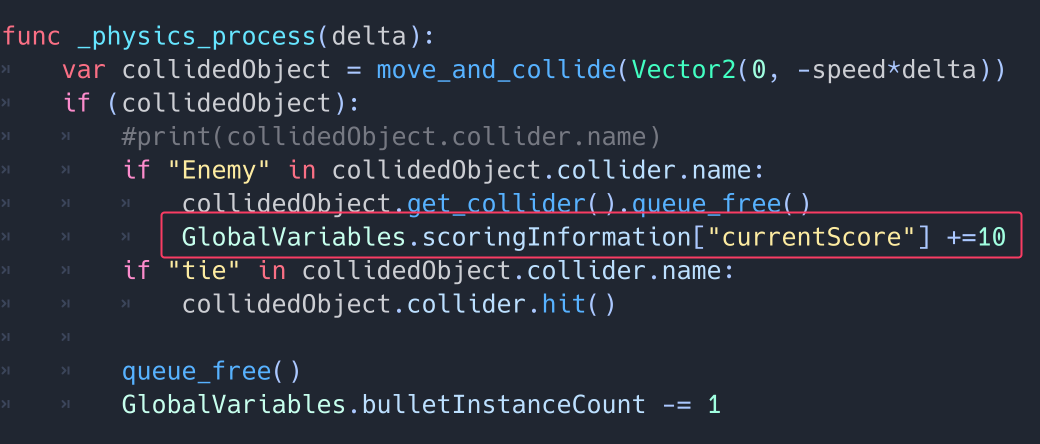 func _physics_process(delta):
var collidedObject = move_and_collide(Vector2(0, -speed*delta))
if (collidedObject):
#print(collidedObject.collider.name)
if "Enemy" in collidedObject.collider.name:
collidedObject.get_collider().queue_free()
GlobalVariables.scoringInformation["currentScore"] +=10
if "tie" in collidedObject.collider.name:
collidedObject.collider.hit()
queue_free()
GlobalVariables.bulletInstanceCount -= 1